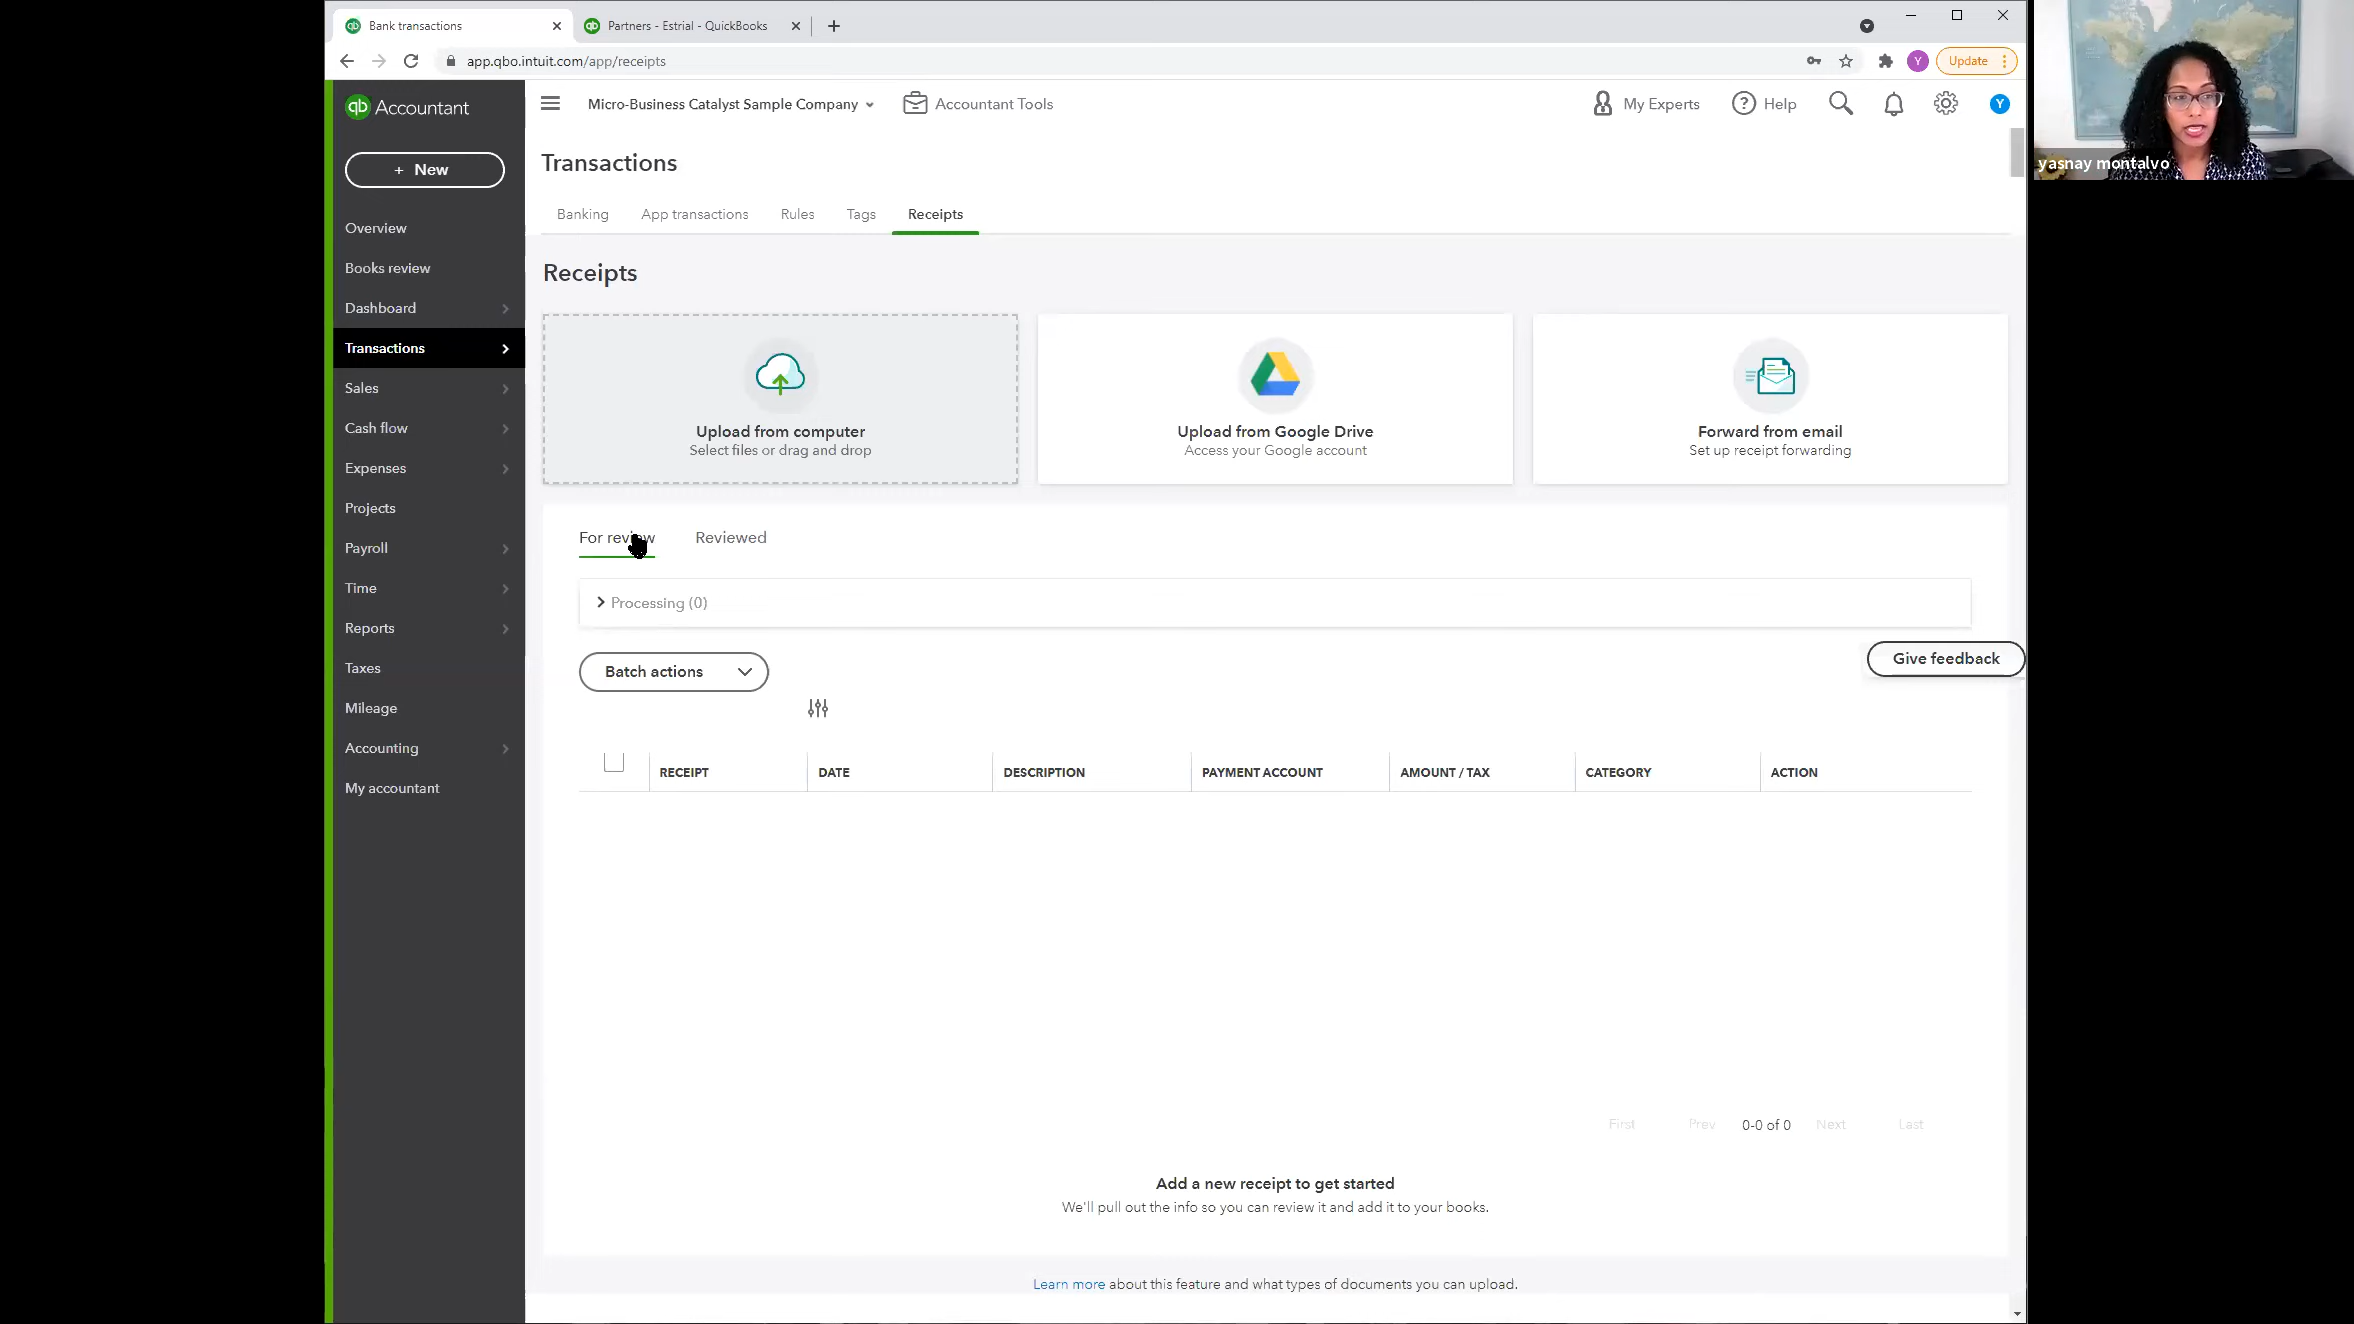 Bank transactions
Partners - Estrial - QuickBooks
app.qbo.intuit.com/app/receipts
Y
Update
qb Accountant
Micro-Business Catalyst Sample Company
Accountant Tools
My Experts
Help
Y
yasnay montalvo
+ New
Overview
Books review
Dashboard
Transactions
Sales
Cash flow
Expenses
Projects
Payroll
Time
Reports
Taxes
Mileage
Accounting
My accountant
Transactions
Banking App transactions Rules Tags Receipts
Receipts
Upload from computer
Select files or drag and drop
Upload from Google Drive
Access your Google account
Forward from email
Set up receipt forwarding
For review Reviewed
Processing (0)
Batch actions
Give feedback
RECEIPT DATE DESCRIPTION PAYMENT ACCOUNT AMOUNT / TAX CATEGORY ACTION
First Prev 0-0 of 0 Next Last
Add a new receipt to get started
We'll pull out the info so you can review it and add it to your books.
Learn more about this feature and what types of documents you can upload.